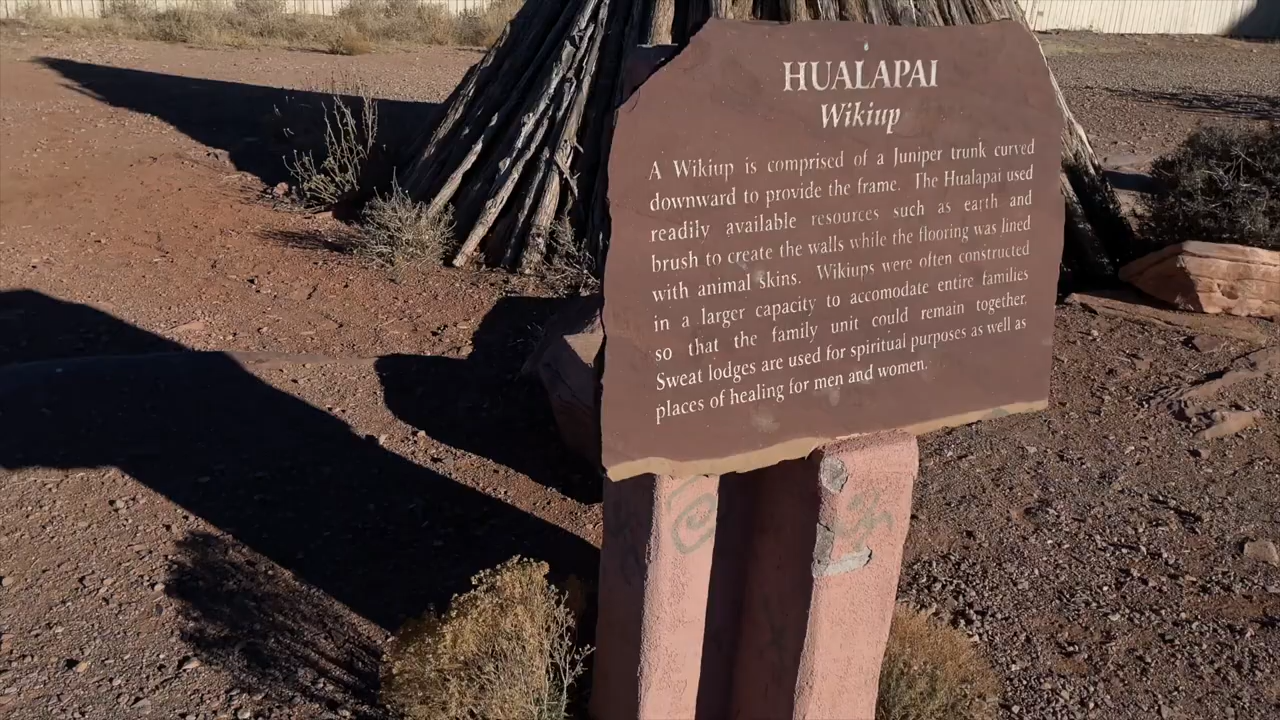 HUALAPAI
Wikiup
A Wikiup is comprised of a Juniper trunk curved
downward to provide the frame. The Hualapai used
readily available resources such as earth and
brush to create the walls while the flooring was lined
with animal skins. Wikiups were often constructed
in a larger capacity to accomodate entire families
so that the family unit could remain together.
Sweat lodges are used for spiritual purposes as well as
places of healing for men and women.